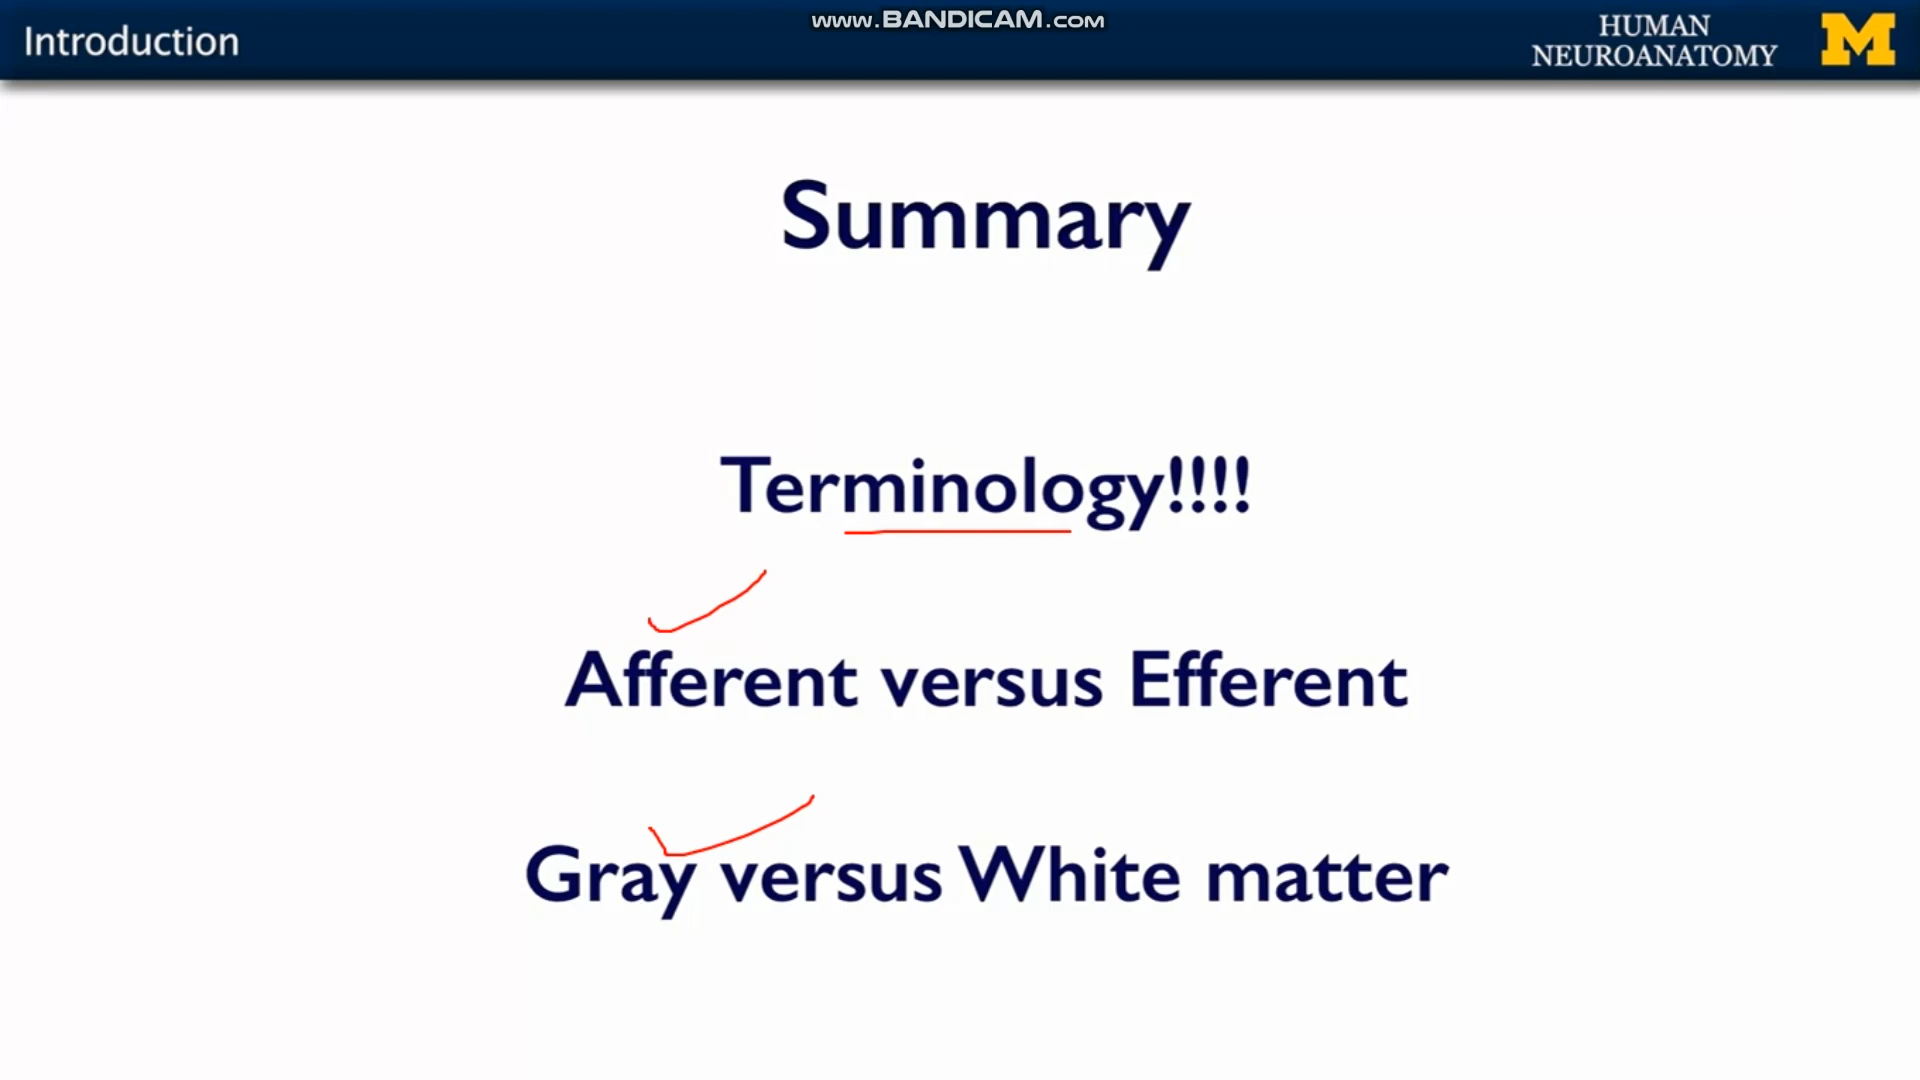 Introduction
www.BANDICAM.com
HUMAN
NEUROANATOMY
M
Summary
Terminology!!!!
Afferent versus Efferent
Gray versus White matter